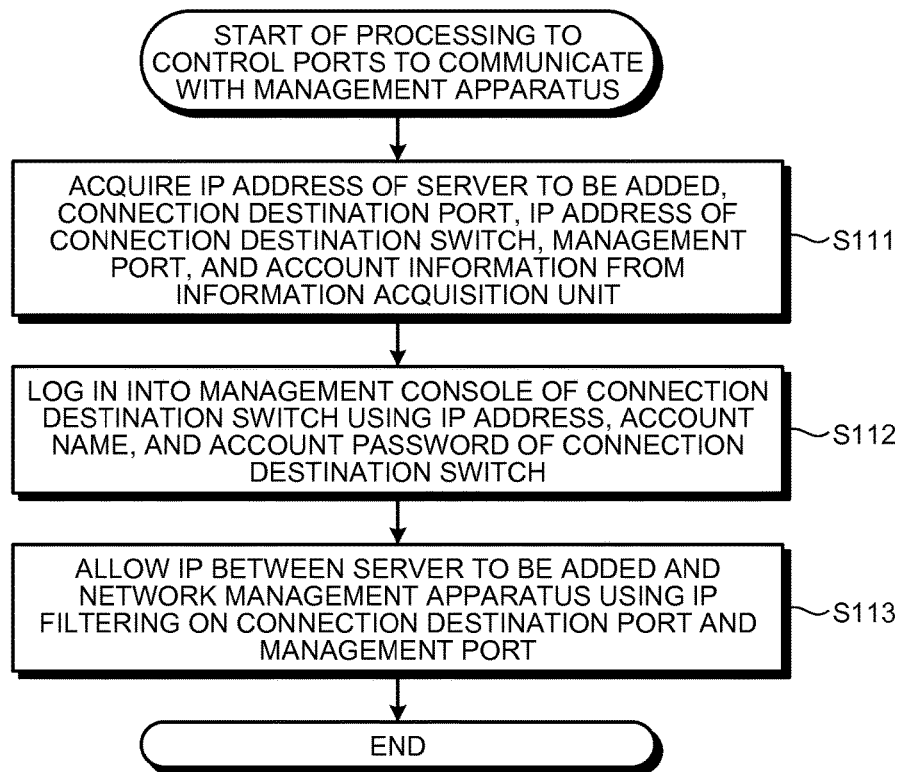 START OF PROCESSING TO
CONTROL PORTS TO COMMUNICATE
WITH MANAGEMENT APPARATUS
ACQUIRE IP ADDRESS OF SERVER TO BE ADDED,
CONNECTION DESTINATION PORT, IP ADDRESS OF
CONNECTION DESTINATION SWITCH, MANAGEMENT
PORT, AND ACCOUNT INFORMATION FROM
INFORMATION ACQUISITION UNIT
S111
LOG IN INTO MANAGEMENT CONSOLE OF CONNECTION
DESTINATION SWITCH USING IP ADDRESS, ACCOUNT
NAME, AND ACCOUNT PASSWORD OF CONNECTION
DESTINATION SWITCH
S112
ALLOW IP BETWEEN SERVER TO BE ADDED AND
NETWORK MANAGEMENT APPARATUS USING IP
FILTERING ON CONNECTION DESTINATION PORT AND
MANAGEMENT PORT
S113
END